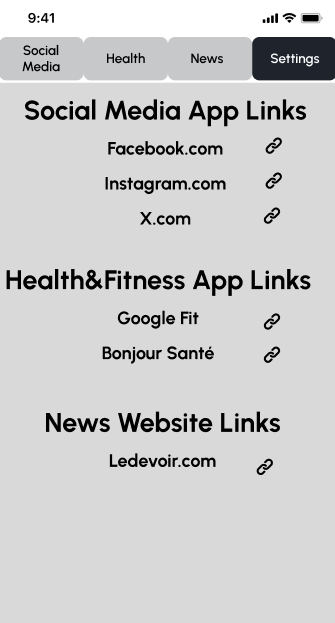 9:41
Social
Media
Health
News
Settings
Social Media App Links
Facebook.com
Instagram.com
X.com
Health&Fitness App Links
Google Fit
Bonjour Santé
News Website Links
Ledevoir.com